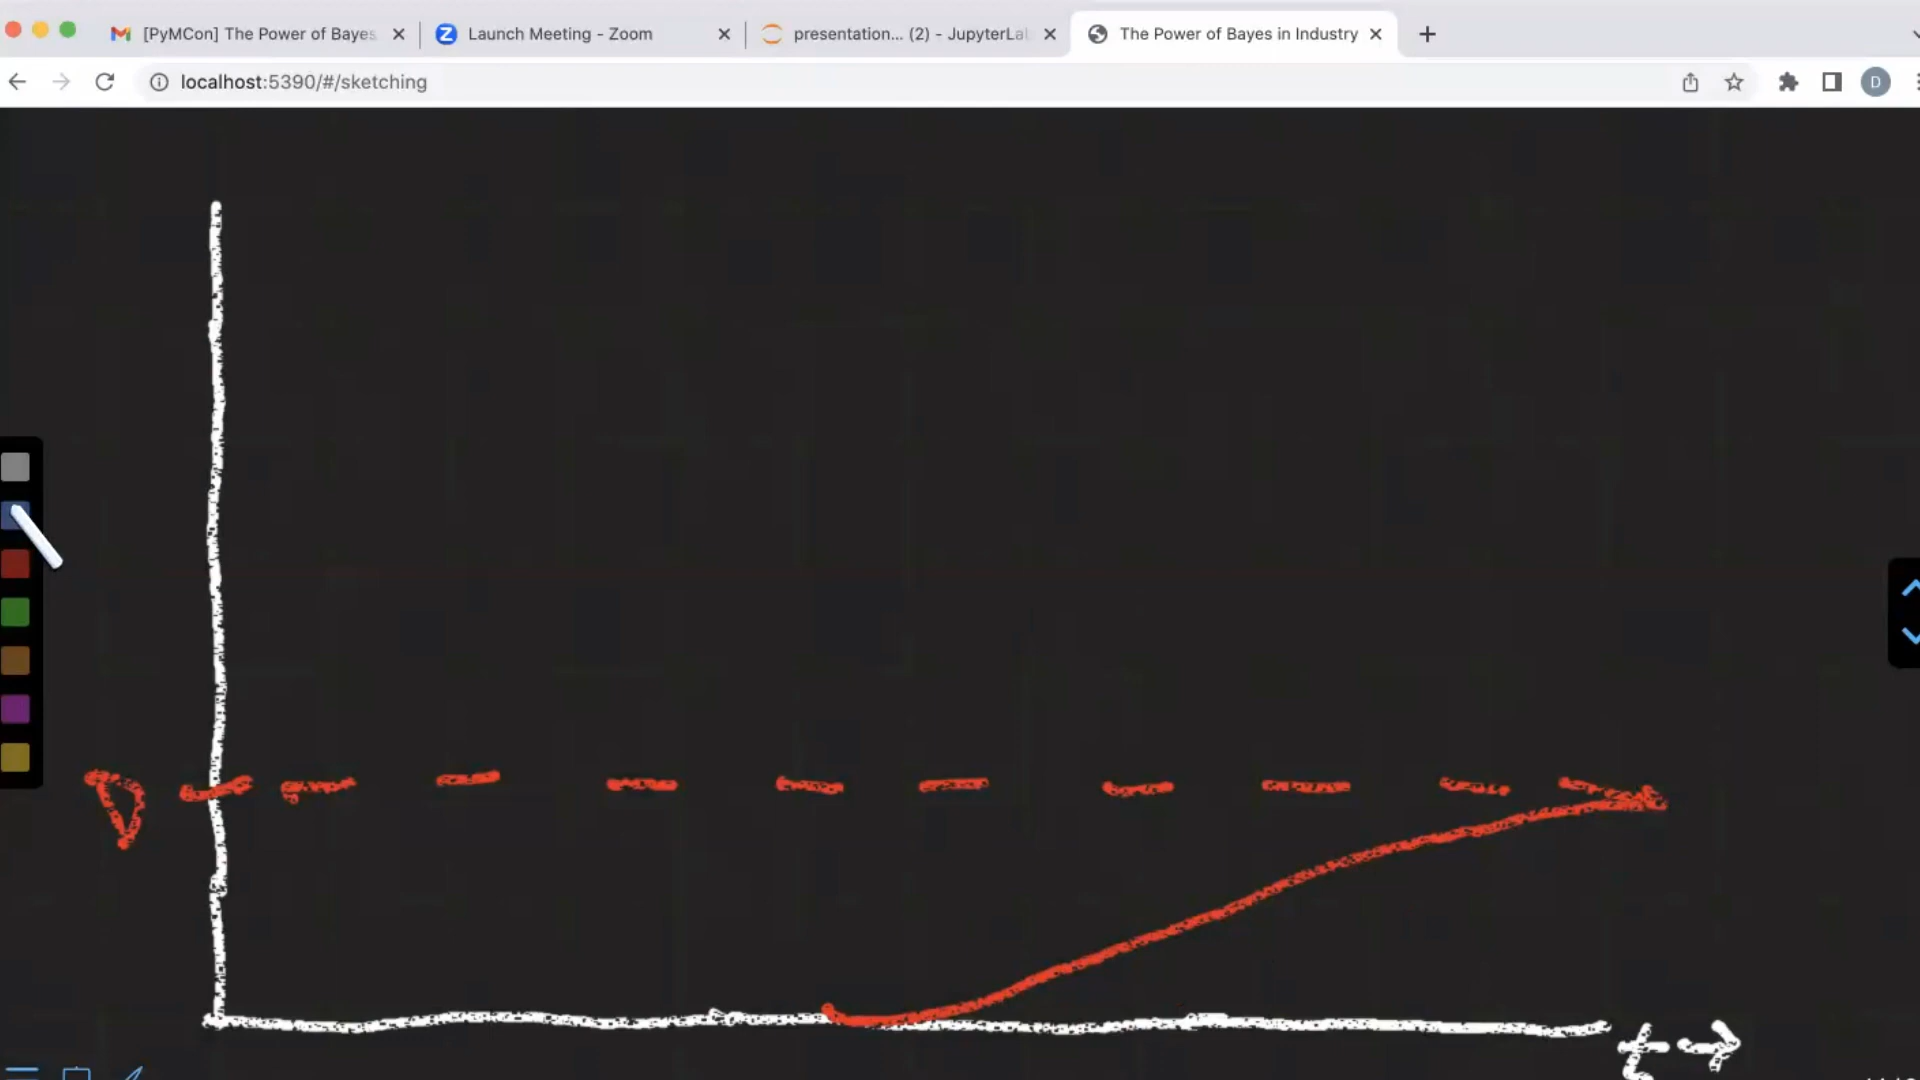 [PyMCon] The Power of Bayes
Launch Meeting - Zoom
presentation... (2) - JupyterLa
The Power of Bayes in Industry
localhost:5390/#/sketching
D
t →